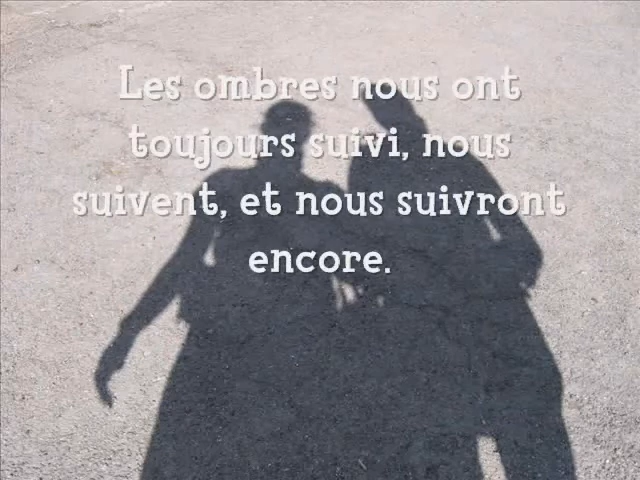 Les ombres nous ont
toujours suivi, nous
suivent, et nous suivront
encore.